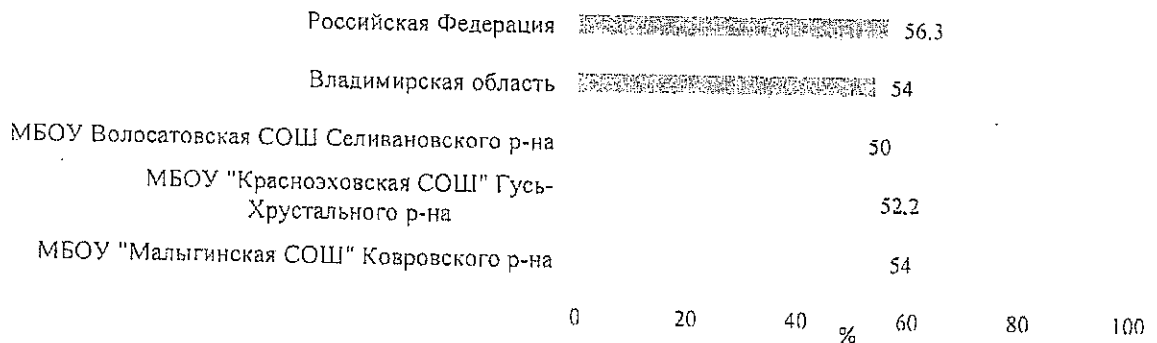 Российская Федерация 56.3
Владимирская область 54
МБОУ Волосатовская СОШ Селивановского р-на 50
МБОУ "Красноэховская СОШ" Гусь-
Хрустального р-на 52.2
МБОУ "Малыгинская СОШ" Ковровского р-на 54
0 20 40 60 80 100
%